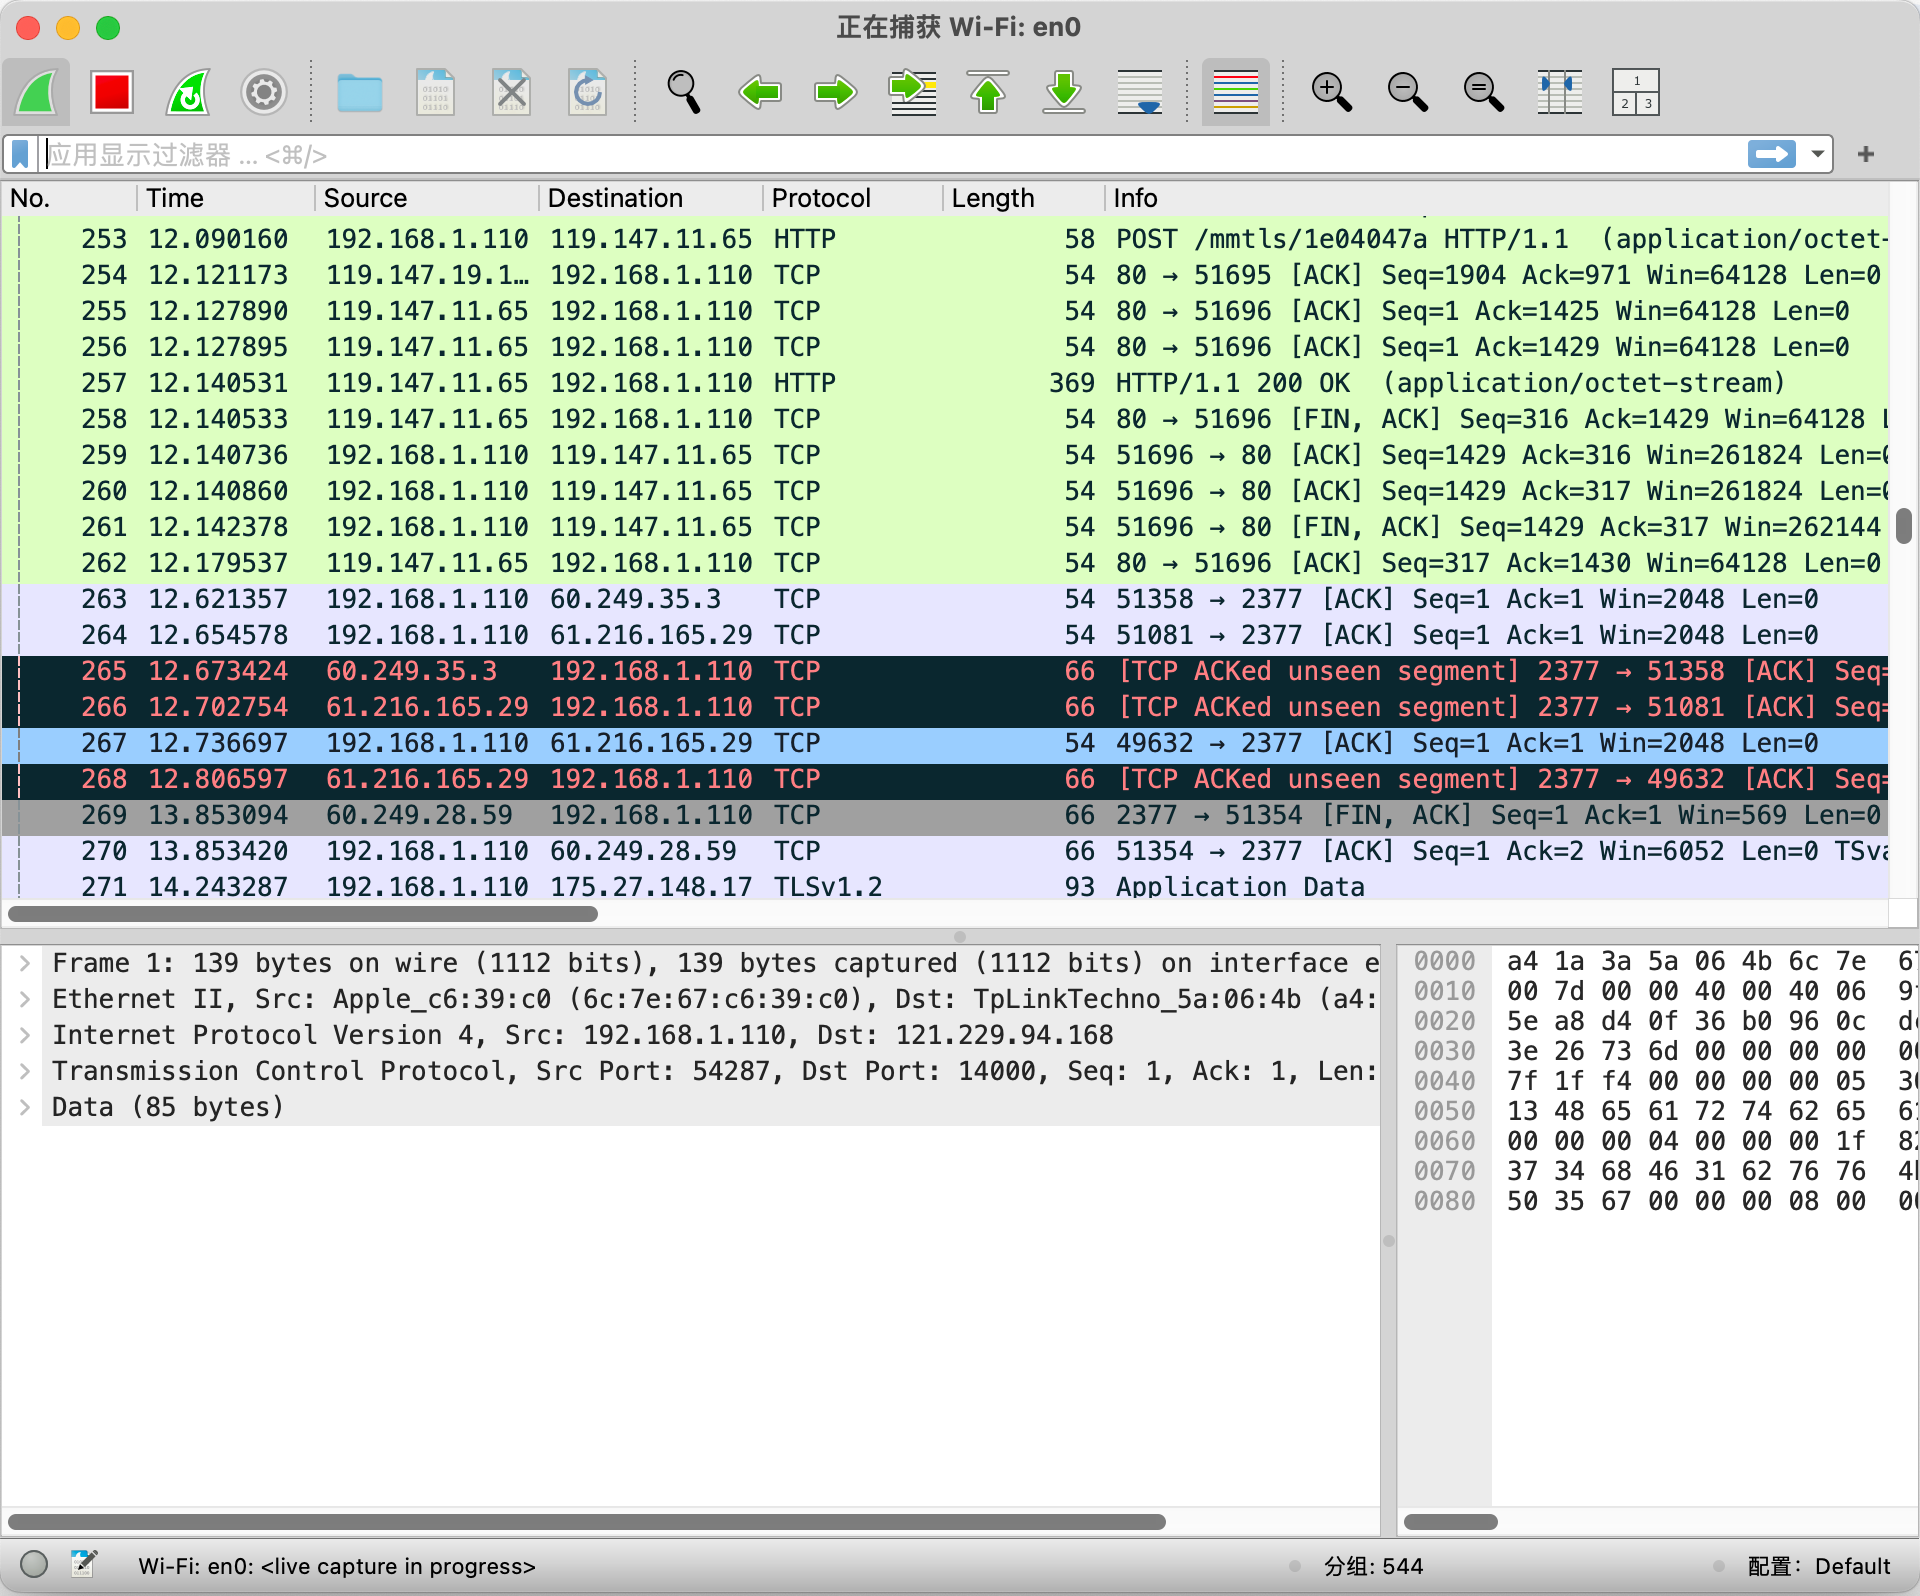 正在捕获 Wi-Fi: en0
1
2 3
应用显示过滤器 ... <⌘/>
No. Time Source Destination Protocol Length Info
253 12.090160 192.168.1.110 119.147.11.65 HTTP 58 POST /mmtls/1e04047a HTTP/1.1 (application/octet-
254 12.121173 119.147.19.1… 192.168.1.110 TCP 54 80 → 51695 [ACK] Seq=1904 Ack=971 Win=64128 Len=0
255 12.127890 119.147.11.65 192.168.1.110 TCP 54 80 → 51696 [ACK] Seq=1 Ack=1425 Win=64128 Len=0
256 12.127895 119.147.11.65 192.168.1.110 TCP 54 80 → 51696 [ACK] Seq=1 Ack=1429 Win=64128 Len=0
257 12.140531 119.147.11.65 192.168.1.110 HTTP 369 HTTP/1.1 200 OK (application/octet-stream)
258 12.140533 119.147.11.65 192.168.1.110 TCP 54 80 → 51696 [FIN, ACK] Seq=316 Ack=1429 Win=64128
259 12.140736 192.168.1.110 119.147.11.65 TCP 54 51696 → 80 [ACK] Seq=1429 Ack=316 Win=261824 Len=0
260 12.140860 192.168.1.110 119.147.11.65 TCP 54 51696 → 80 [ACK] Seq=1429 Ack=317 Win=261824 Len=0
261 12.142378 192.168.1.110 119.147.11.65 TCP 54 51696 → 80 [FIN, ACK] Seq=1429 Ack=317 Win=262144
262 12.179537 119.147.11.65 192.168.1.110 TCP 54 80 → 51696 [ACK] Seq=317 Ack=1430 Win=64128 Len=0
263 12.621357 192.168.1.110 60.249.35.3 TCP 54 51358 → 2377 [ACK] Seq=1 Ack=1 Win=2048 Len=0
264 12.654578 192.168.1.110 61.216.165.29 TCP 54 51081 → 2377 [ACK] Seq=1 Ack=1 Win=2048 Len=0
265 12.673424 60.249.35.3 192.168.1.110 TCP 66 [TCP ACKed unseen segment] 2377 → 51358 [ACK] Seq=
266 12.702754 61.216.165.29 192.168.1.110 TCP 66 [TCP ACKed unseen segment] 2377 → 51081 [ACK] Seq=
267 12.736697 192.168.1.110 61.216.165.29 TCP 54 49632 → 2377 [ACK] Seq=1 Ack=1 Win=2048 Len=0
268 12.806597 61.216.165.29 192.168.1.110 TCP 66 [TCP ACKed unseen segment] 2377 → 49632 [ACK] Seq=
269 13.853094 60.249.28.59 192.168.1.110 TCP 66 2377 → 51354 [FIN, ACK] Seq=1 Ack=1 Win=569 Len=0
270 13.853420 192.168.1.110 60.249.28.59 TCP 66 51354 → 2377 [ACK] Seq=1 Ack=2 Win=6052 Len=0 TSva
271 14.243287 192.168.1.110 175.27.148.17 TLSv1.2 93 Application Data
Frame 1: 139 bytes on wire (1112 bits), 139 bytes captured (1112 bits) on interface e
Ethernet II, Src: Apple_c6:39:c0 (6c:7e:67:c6:39:c0), Dst: TpLinkTechno_5a:06:4b (a4:
Internet Protocol Version 4, Src: 192.168.1.110, Dst: 121.229.94.168
Transmission Control Protocol, Src Port: 54287, Dst Port: 14000, Seq: 1, Ack: 1, Len:
Data (85 bytes)
0000 a4 1a 3a 5a 06 4b 6c 7e
0010 00 7d 00 00 40 00 40 06
0020 5e a8 d4 0f 36 b0 96 0c
0030 3e 26 73 6d 00 00 00 00
0040 7f 1f f4 00 00 00 00 05
0050 13 48 65 61 72 74 62 65
0060 00 00 00 04 00 00 00 1f
0070 37 34 68 46 31 62 76 76
0080 50 35 67 00 00 00 08 00
Wi-Fi: en0: <live capture in progress>
分组: 544
配置: Default